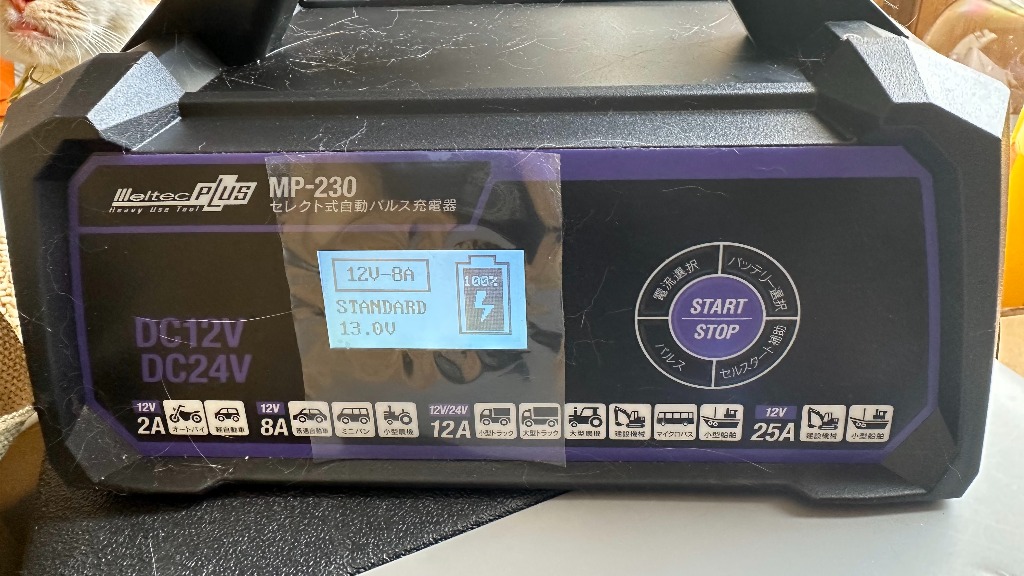 Meltec PLUS
Heavy Use Tool
MP-230
セレクト式自動パルス充電器
12V-8A
100%
STANDARD
13.0V
DC12V
DC24V
電流選択
バッテリー選択
START
STOP
パルス
セルスタート補助
12V
2A
オートバイ
軽自動車
12V
8A
普通自動車
ミニバン
小型農機
12V/24V
12A
小型トラック
大型トラック
大型農機
建設機械
マイクロバス
小型船舶
12V
25A
建設機械
小型船舶